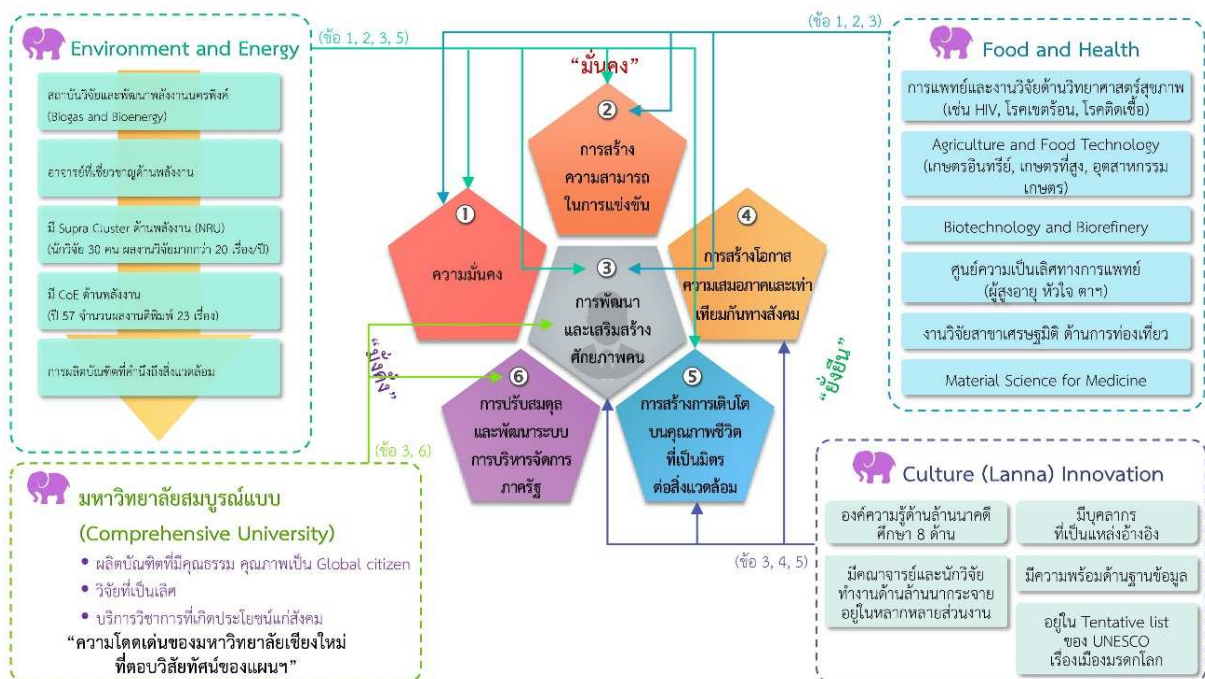 Environment and Energy
สถาบันวิจัยและพัฒนาพลังงานนครพิงค์
(Biogas and Bioenergy)
อาจารย์ที่เชี่ยวชาญด้านพลังงาน
มี Supra Cluster ด้านพลังงาน (NRU)
(นักวิจัย 30 คน ผลงานวิจัยมากกว่า 20 เรื่อง/ปี)
มี CoE ด้านพลังงาน
(ปี 57 จำนวนผลงานตีพิมพ์ 23 เรื่อง)
การผลิตบัณฑิตที่คำนึงถึงสิ่งแวดล้อม
(ข้อ 1, 2, 3, 5)
(ข้อ 1, 2, 3)
“มั่นคง”
②
การสร้าง
ความสามารถ
ในการแข่งขัน
①
ความมั่นคง
③
การพัฒนา
และเสริมสร้าง
ศักยภาพคน
④
การสร้างโอกาส
ความเสมอภาคและเท่า
เทียมกันทางสังคม
“มั่งคั่ง”
“ยั่งยืน”
⑥
การปรับสมดุล
และพัฒนาระบบ
การบริหารจัดการ
ภาครัฐ
⑤
การสร้างการเติบโต
บนคุณภาพชีวิต
ที่เป็นมิตร
ต่อสิ่งแวดล้อม
Food and Health
การแพทย์และงานวิจัยด้านวิทยาศาสตร์สุขภาพ
(เช่น HIV, โรคเขตร้อน, โรคติดเชื้อ)
Agriculture and Food Technology
(เกษตรอินทรีย์, เกษตรที่สูง, อุตสาหกรรม
เกษตร)
Biotechnology and Biorefinery
ศูนย์ความเป็นเลิศทางการแพทย์
(ผู้สูงอายุ หัวใจ ตาฯ)
งานวิจัยสาขาเศรษฐมิติ ด้านการท่องเที่ยว
Material Science for Medicine
(ข้อ 3, 6)
มหาวิทยาลัยสมบูรณ์แบบ
(Comprehensive University)
• ผลิตบัณฑิตที่มีคุณธรรม คุณภาพเป็น Global citizen
• วิจัยที่เป็นเลิศ
• บริการวิชาการที่เกิดประโยชน์แก่สังคม
“ความโดดเด่นของมหาวิทยาลัยเชียงใหม่
ที่ตอบวิสัยทัศน์ของแผนฯ”
(ข้อ 3, 4, 5)
Culture (Lanna) Innovation
องค์ความรู้ด้านล้านนาคดี
ศึกษา 8 ด้าน
มีบุคลากร
ที่เป็นแหล่งอ้างอิง
มีคณาจารย์และนักวิจัย
ทำงานด้านล้านนากระจาย
อยู่ในหลากหลายส่วนงาน
มีความพร้อมด้านฐานข้อมูล
อยู่ใน Tentative list
ของ UNESCO
เรื่องเมืองมรดกโลก